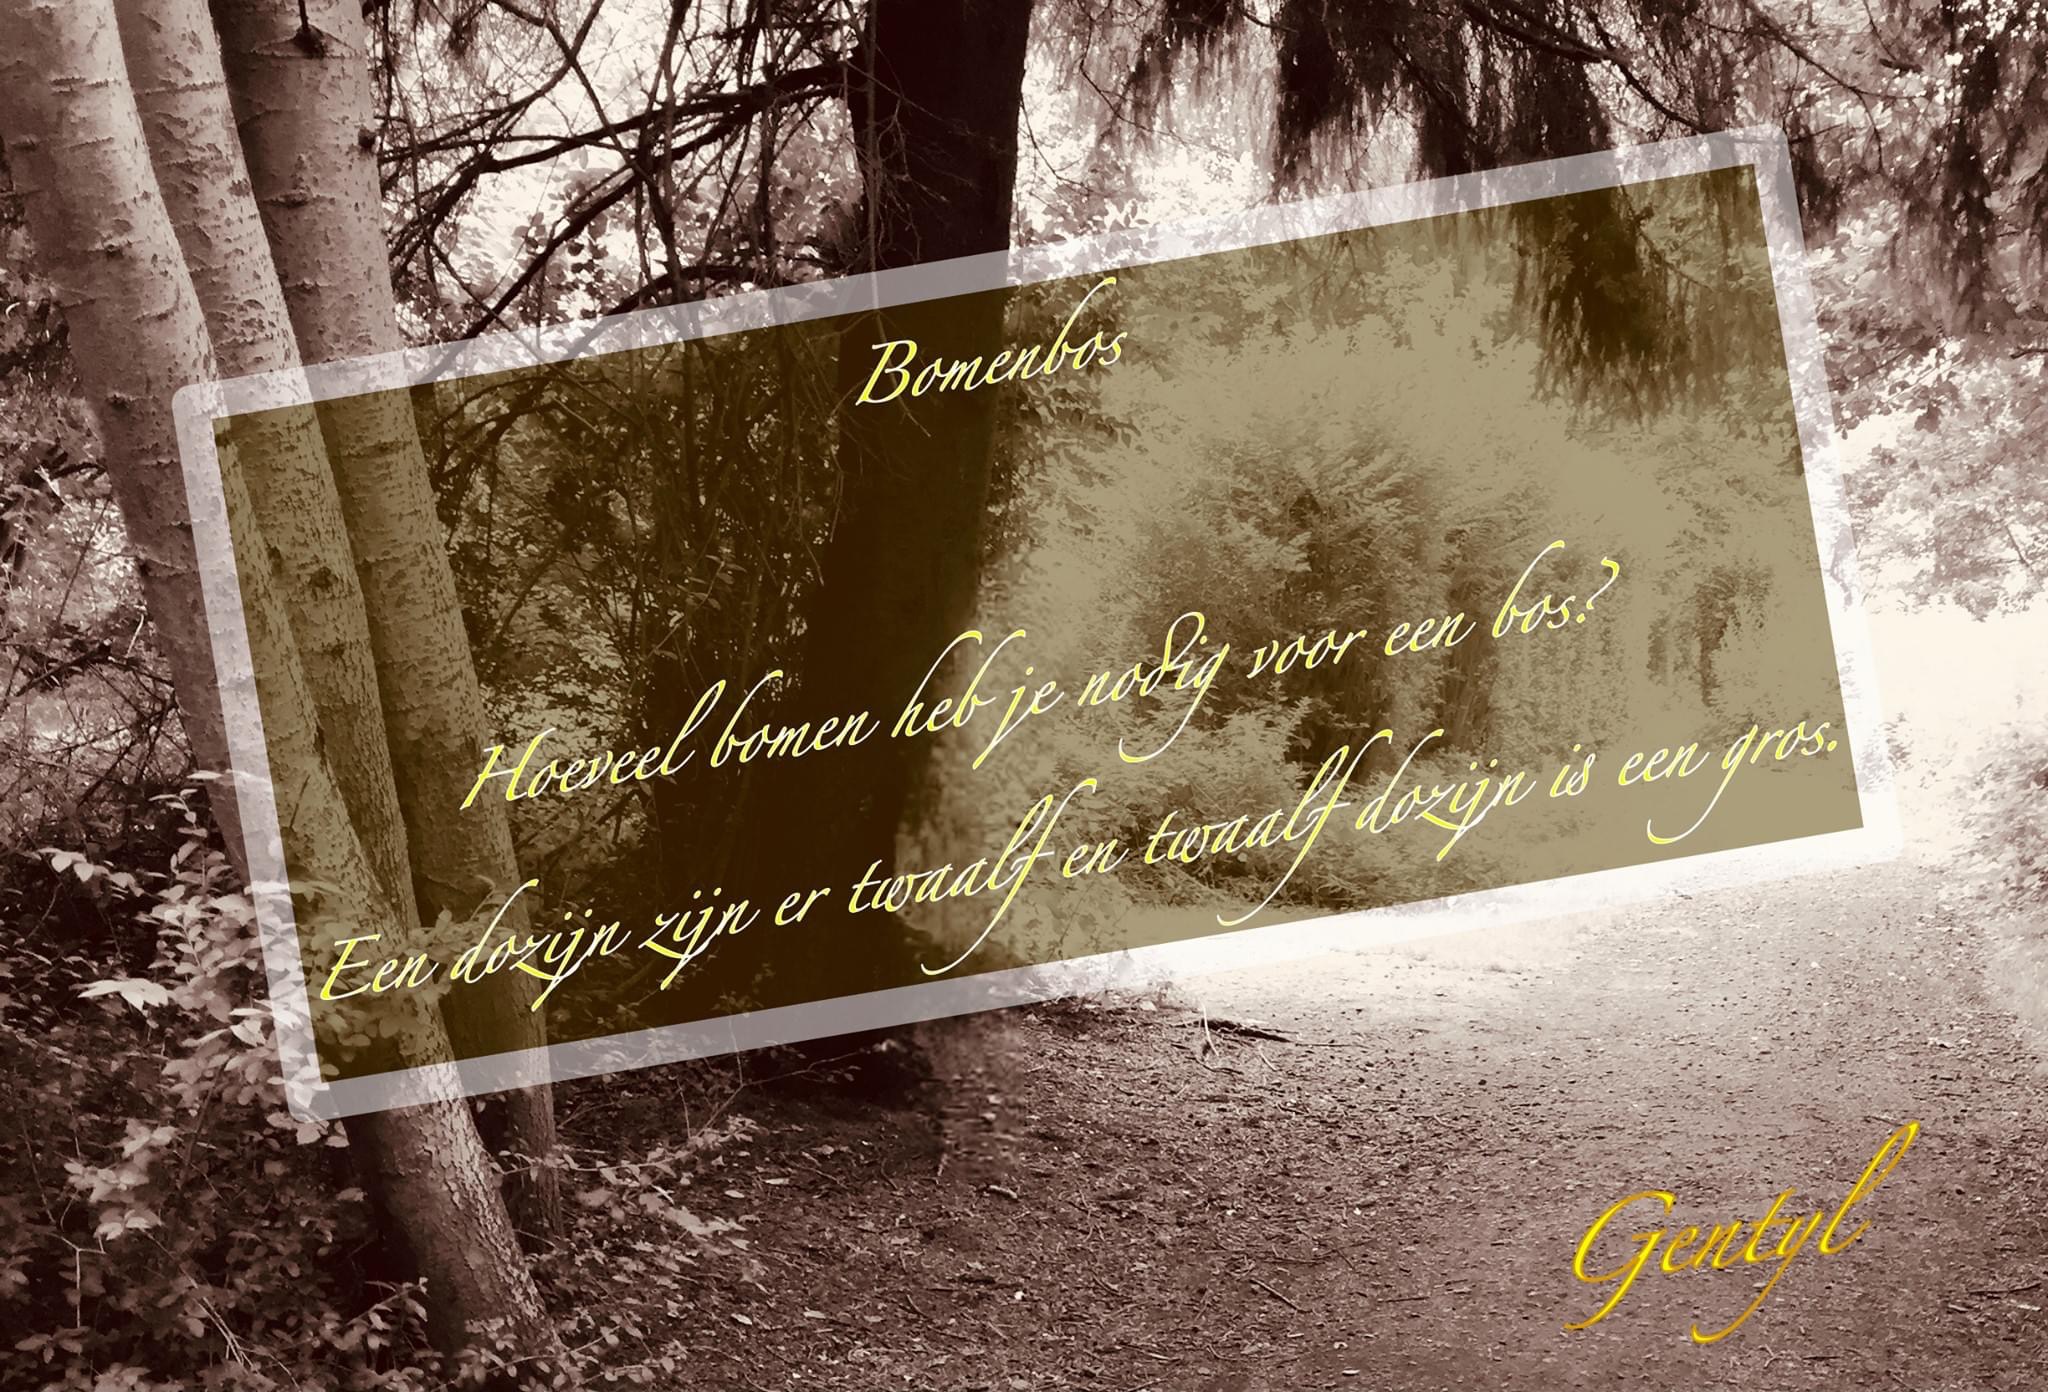 Bomenbos
Hoeveel bomen heb je nodig voor een bos?
Een dozijn zijn er twaalf en twaalf dozijn is een gros.
Gentyl